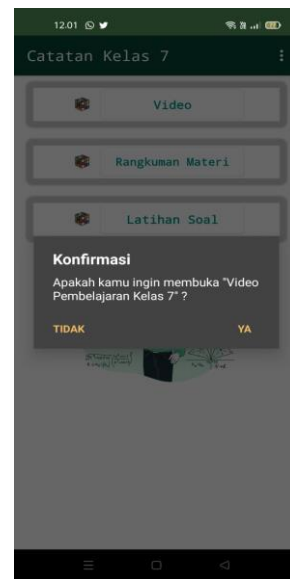 12.01
Catatan Kelas 7
Video
Rangkuman Materi
Latihan Soal
Konfirmasi
Apakah kamu ingin membuka "Video
Pembelajaran Kelas 7" ?
TIDAK
YA